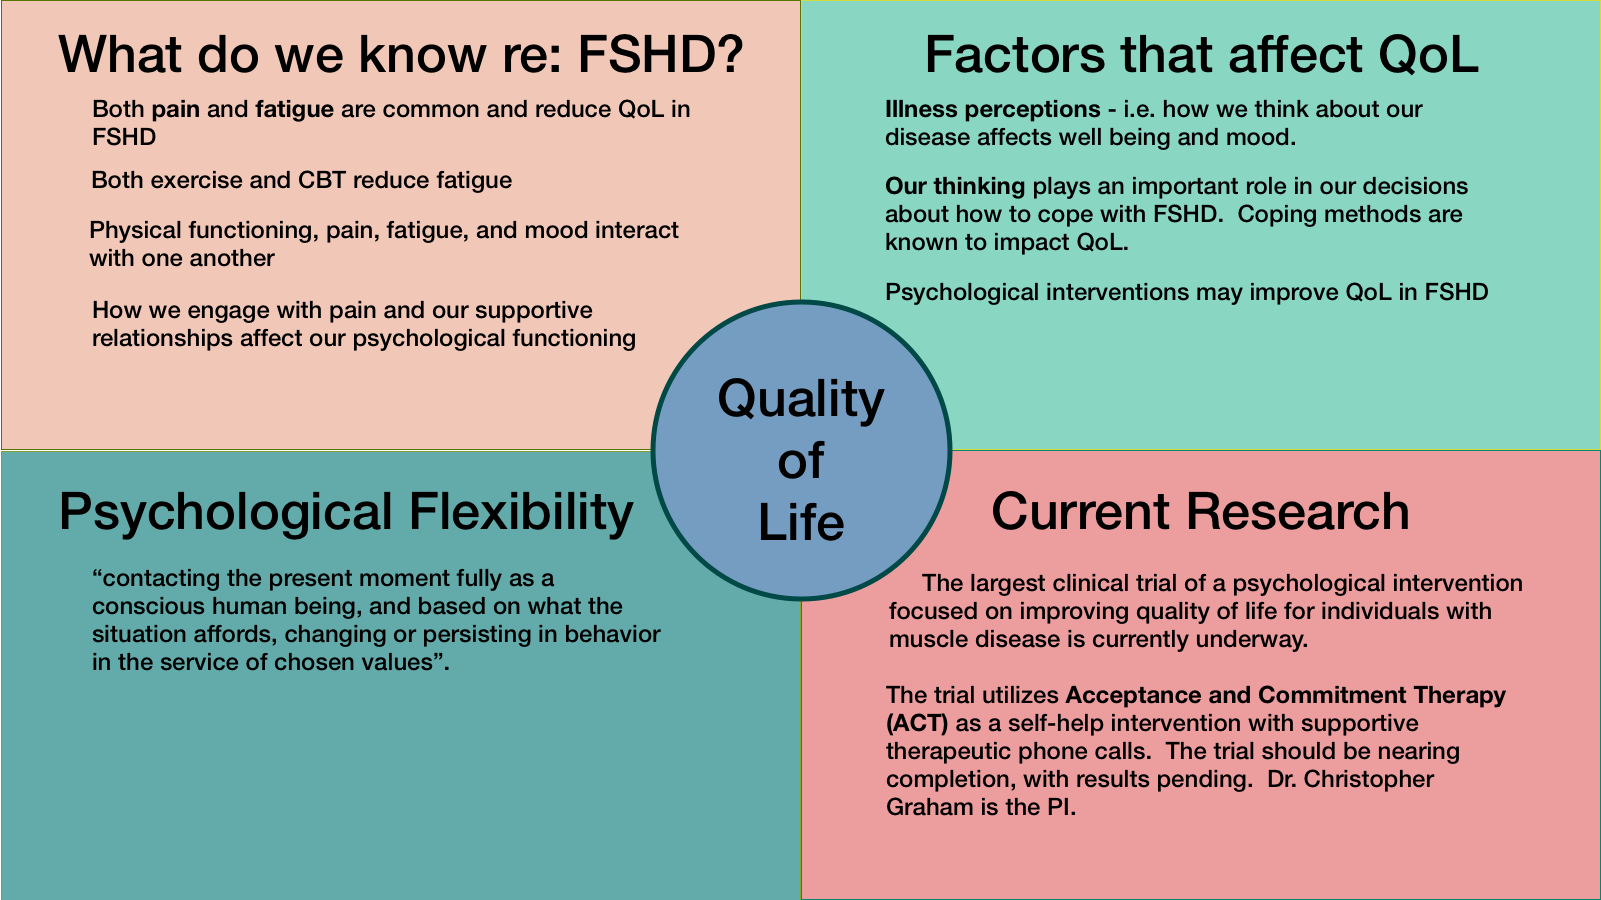 What do we know re: FSHD?
Both pain and fatigue are common and reduce QoL in
FSHD
Both exercise and CBT reduce fatigue
Physical functioning, pain, fatigue, and mood interact
with one another
How we engage with pain and our supportive
relationships affect our psychological functioning
Factors that affect QoL
Illness perceptions - i.e. how we think about our
disease affects well being and mood.
Our thinking plays an important role in our decisions
about how to cope with FSHD.  Coping methods are
known to impact QoL.
Psychological interventions may improve QoL in FSHD
Quality
of
Life
Psychological Flexibility
“contacting the present moment fully as a
conscious human being, and based on what the
situation affords, changing or persisting in behavior
in the service of chosen values”.
Current Research
The largest clinical trial of a psychological intervention
focused on improving quality of life for individuals with
muscle disease is currently underway.
The trial utilizes Acceptance and Commitment Therapy
(ACT) as a self-help intervention with supportive
therapeutic phone calls.  The trial should be nearing
completion, with results pending.  Dr. Christopher
Graham is the PI.